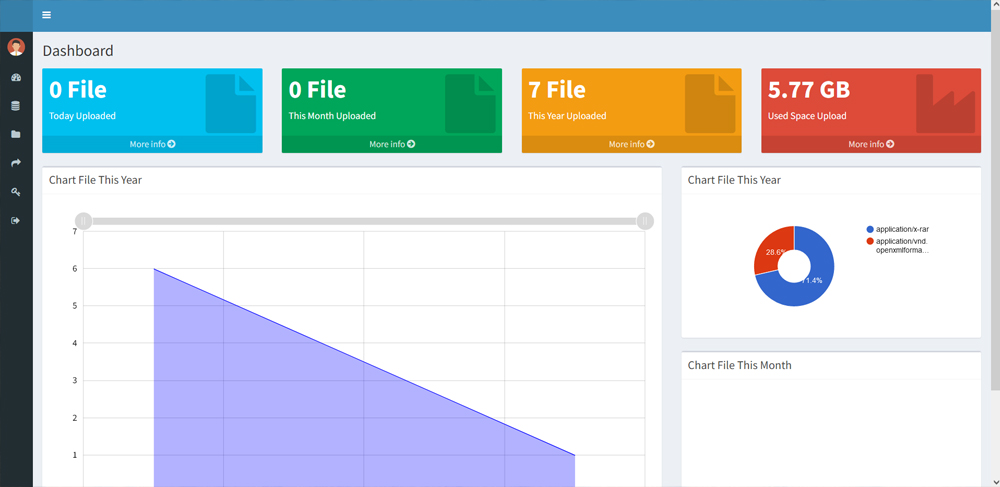 Dashboard
0 File
Today Uploaded
More info
0 File
This Month Uploaded
More info
7 File
This Year Uploaded
More info
5.77 GB
Used Space Upload
More info
Chart File This Year
7
6
5
4
3
2
1
Chart File This Year
28.6%
71.4%
application/x-rar
application/vnd.
openxmlforma...
Chart File This Month